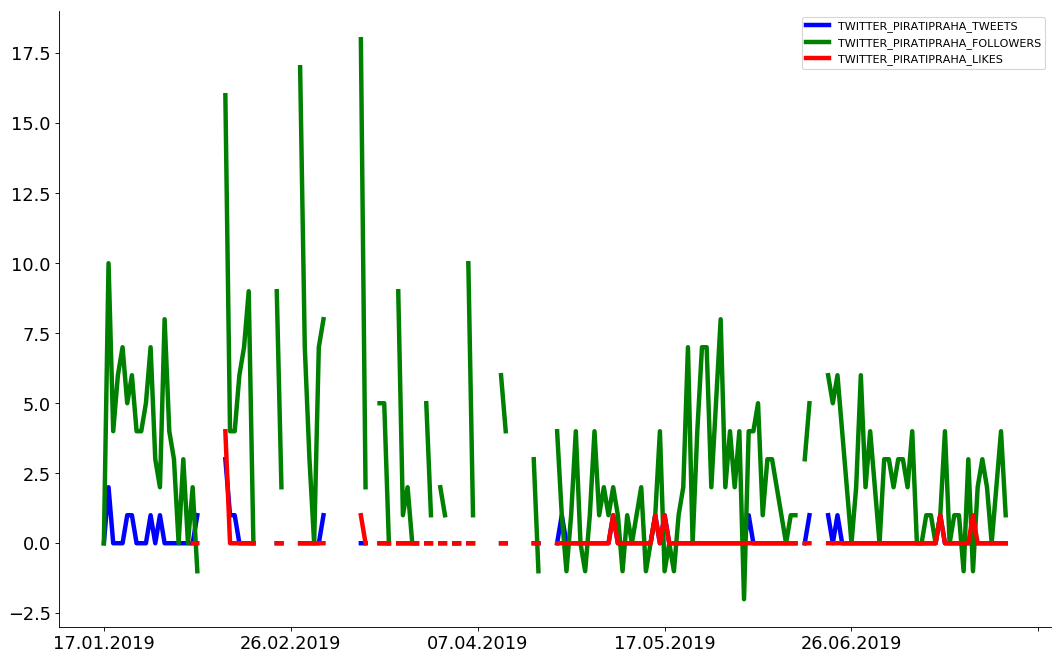 TWITTER_PIRATIPRAHA_TWEETS
TWITTER_PIRATIPRAHA_FOLLOWERS
TWITTER_PIRATIPRAHA_LIKES
17.5
15.0
12.5
10.0
7.5
5.0
2.5
0.0
−2.5
17.01.2019 26.02.2019 07.04.2019 17.05.2019 26.06.2019